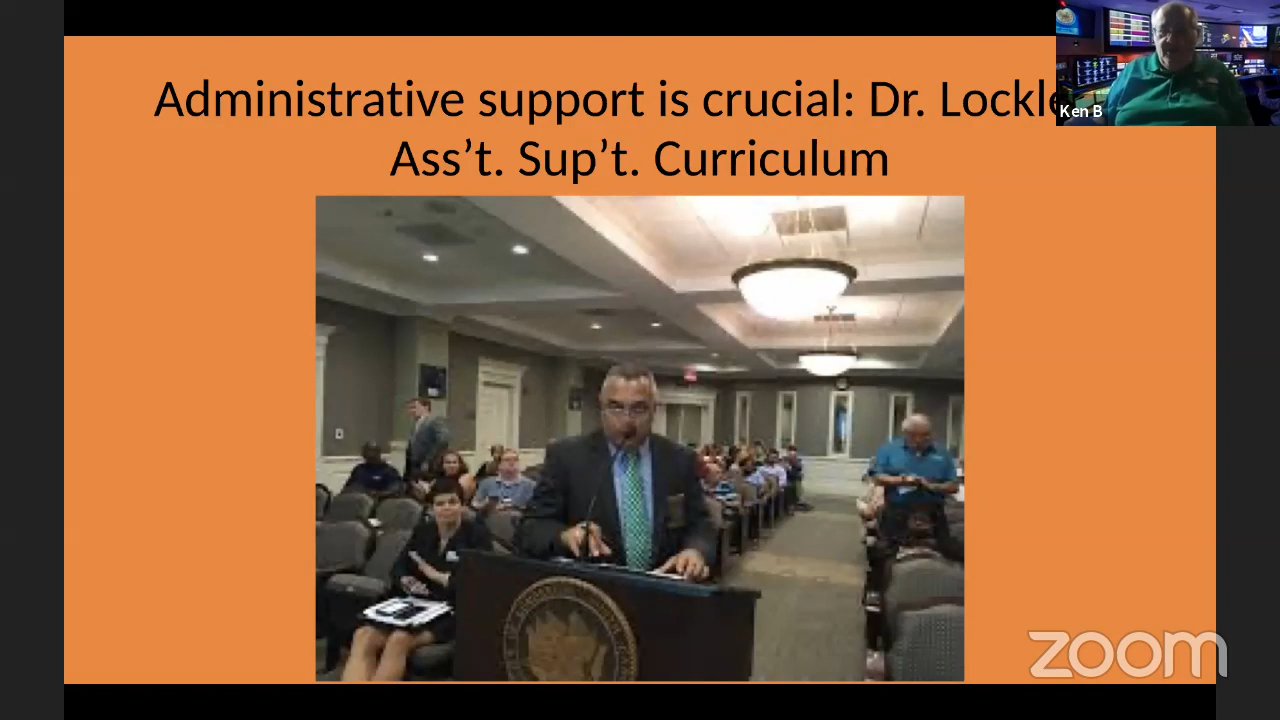 Administrative support is crucial: Dr.
Ass’t. Sup’t. Curriculum
Ken B
zoom